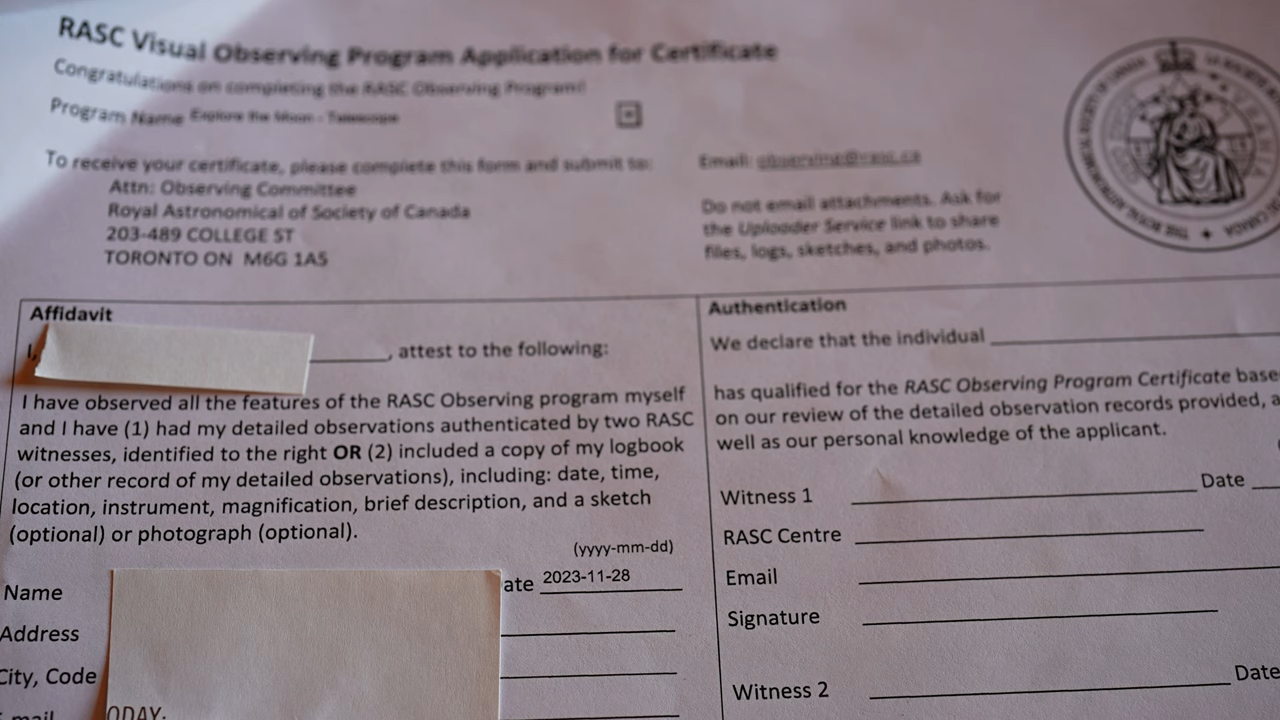 RASC Visual Observing Program Application for Certificate
Congratulations on completing the RASC Observing Program!
Program Name Explore the Moon - Telescope
To receive your certificate, please complete this form and submit to:
Attn: Observing Committee
Royal Astronomical of Society of Canada
203-489 COLLEGE ST
TORONTO ON M6G 1A5
Email: observing@rasc.ca
Do not email attachments. Ask for
the Uploader Service link to share
files, logs, sketches, and photos.
Affidavit
I, , attest to the following:
I have observed all the features of the RASC Observing program myself
and I have (1) had my detailed observations authenticated by two RASC
witnesses, identified to the right OR (2) included a copy of my logbook
(or other record of my detailed observations), including: date, time,
location, instrument, magnification, brief description, and a sketch
(optional) or photograph (optional).
(yyyy-mm-dd)
Name ate 2023-11-28
Address
City, Code
mail
ODAY.
Authentication
We declare that the individual
has qualified for the RASC Observing Program Certificate base
on our review of the detailed observation records provided, a
well as our personal knowledge of the applicant.
Witness 1 Date
RASC Centre
Email
Signature
Witness 2 Date